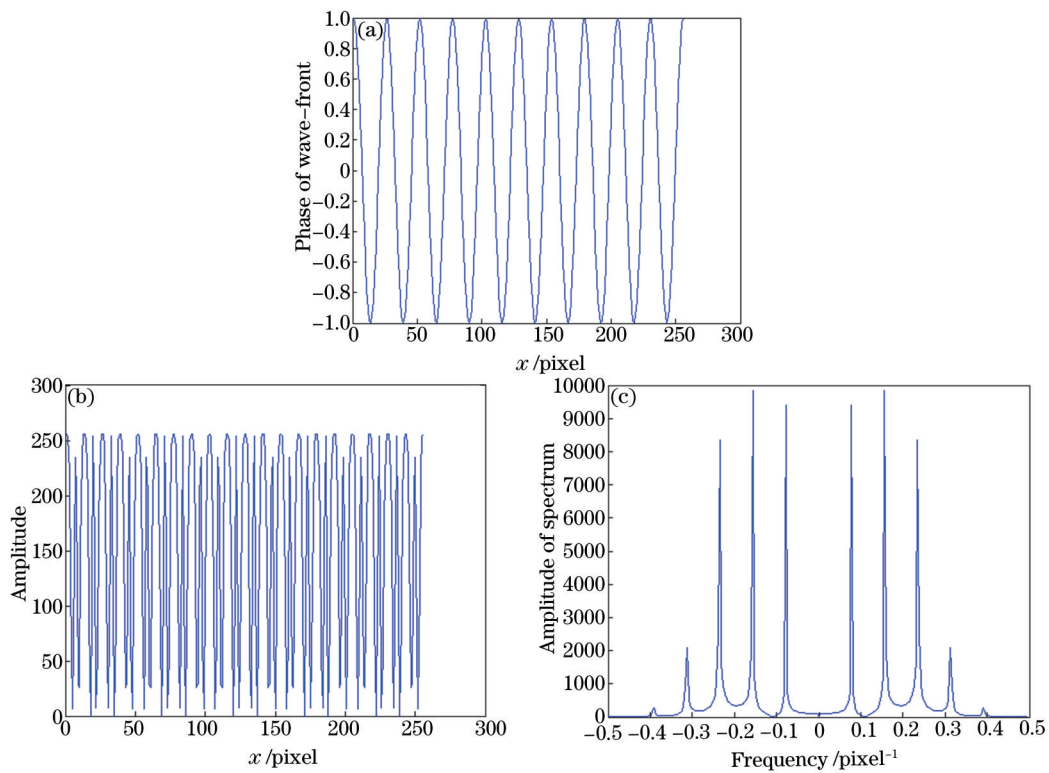 (a)
1.0
0.8
0.6
0.4
0.2
0
−0.2
−0.4
−0.6
−0.8
−1.0
Phase of wave−front
0 50 100 150 200 250 300
x /pixel
(b)
300
250
200
150
100
50
0
Amplitude
0 50 100 150 200 250 300
x /pixel
(c)
10000
9000
8000
7000
6000
5000
4000
3000
2000
1000
0
Amplitude of spectrum
−0.5 −0.4 −0.3 −0.2 −0.1 0 0.1 0.2 0.3 0.4 0.5
Frequency /pixel⁻¹